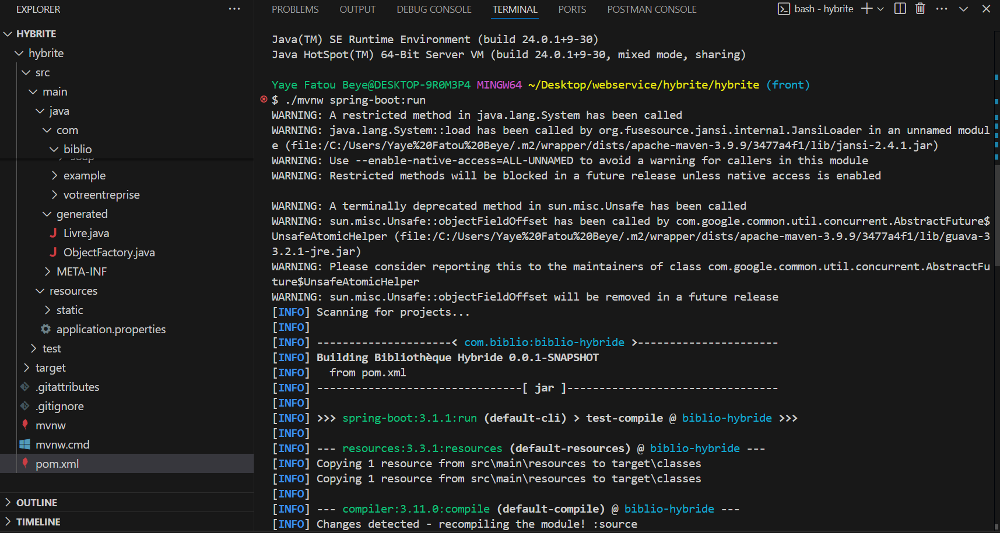 EXPLORER
HYBRITE
hybrite
src
main
java
com
biblio
soap
example
votreentreprise
generated
Livre.java
ObjectFactory.java
META-INF
resources
static
application.properties
test
target
.gitattributes
.gitignore
mvnw
mvnw.cmd
pom.xml
OUTLINE
TIMELINE
PROBLEMS OUTPUT DEBUG CONSOLE TERMINAL PORTS POSTMAN CONSOLE bash - hybrite
Java(TM) SE Runtime Environment (build 24.0.1+9-30)
Java HotSpot(TM) 64-Bit Server VM (build 24.0.1+9-30, mixed mode, sharing)
Yaye Fatou Beye@DESKTOP-9R0M3P4 MINGW64 ~/Desktop/webservice/hybrite/hybrite (front)
$ ./mvnw spring-boot:run
WARNING: A restricted method in java.lang.System has been called
WARNING: java.lang.System::load has been called by org.fusesource.jansi.internal.JansiLoader in an unnamed modul
e (file:/C:/Users/Yaye%20Fatou%20Beye/.m2/wrapper/dists/apache-maven-3.9.9/3477a4f1/lib/jansi-2.4.1.jar)
WARNING: Use --enable-native-access=ALL-UNNAMED to avoid a warning for callers in this module
WARNING: Restricted methods will be blocked in a future release unless native access is enabled
WARNING: A terminally deprecated method in sun.misc.Unsafe has been called
WARNING: sun.misc.Unsafe::objectFieldOffset has been called by com.google.common.util.concurrent.AbstractFuture$
UnsafeAtomicHelper (file:/C:/Users/Yaye%20Fatou%20Beye/.m2/wrapper/dists/apache-maven-3.9.9/3477a4f1/lib/guava-3
3.2.1-jre.jar)
WARNING: Please consider reporting this to the maintainers of class com.google.common.util.concurrent.AbstractFu
ture$UnsafeAtomicHelper
WARNING: sun.misc.Unsafe::objectFieldOffset will be removed in a future release
[INFO] Scanning for projects...
[INFO]
[INFO] ---------------------< com.biblio:biblio-hybride >----------------------
[INFO] Building Bibliothèque Hybride 0.0.1-SNAPSHOT
[INFO]   from pom.xml
[INFO] --------------------------------[ jar ]---------------------------------
[INFO]
[INFO] >>> spring-boot:3.1.1:run (default-cli) > test-compile @ biblio-hybride >>>
[INFO]
[INFO] --- resources:3.3.1:resources (default-resources) @ biblio-hybride ---
[INFO] Copying 1 resource from src\main\resources to target\classes
[INFO] Copying 1 resource from src\main\resources to target\classes
[INFO]
[INFO] --- compiler:3.11.0:compile (default-compile) @ biblio-hybride ---
[INFO] Changes detected - recompiling the module! :source